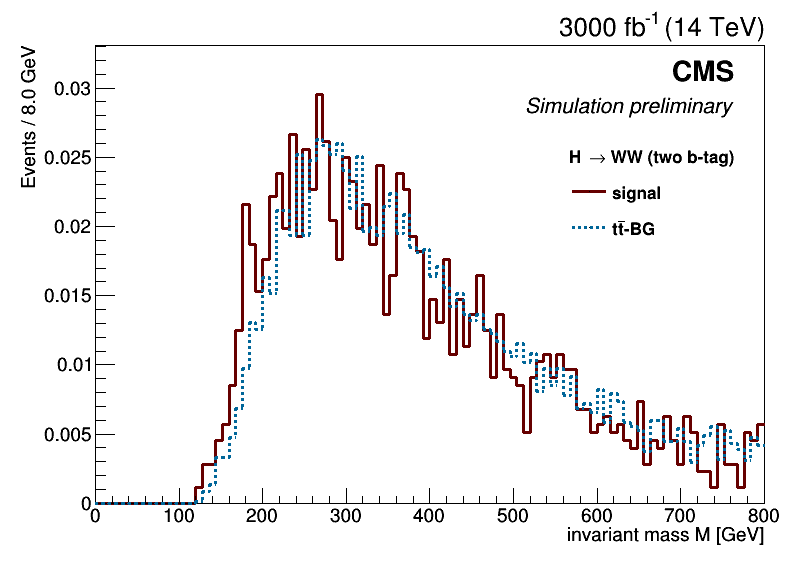 3000 fb⁻¹ (14 TeV)
CMS
Simulation preliminary
H → WW (two b-tag)
signal
tt̄-BG
Events / 8.0 GeV
0.03
0.025
0.02
0.015
0.01
0.005
0
0 100 200 300 400 500 600 700 800
invariant mass M [GeV]